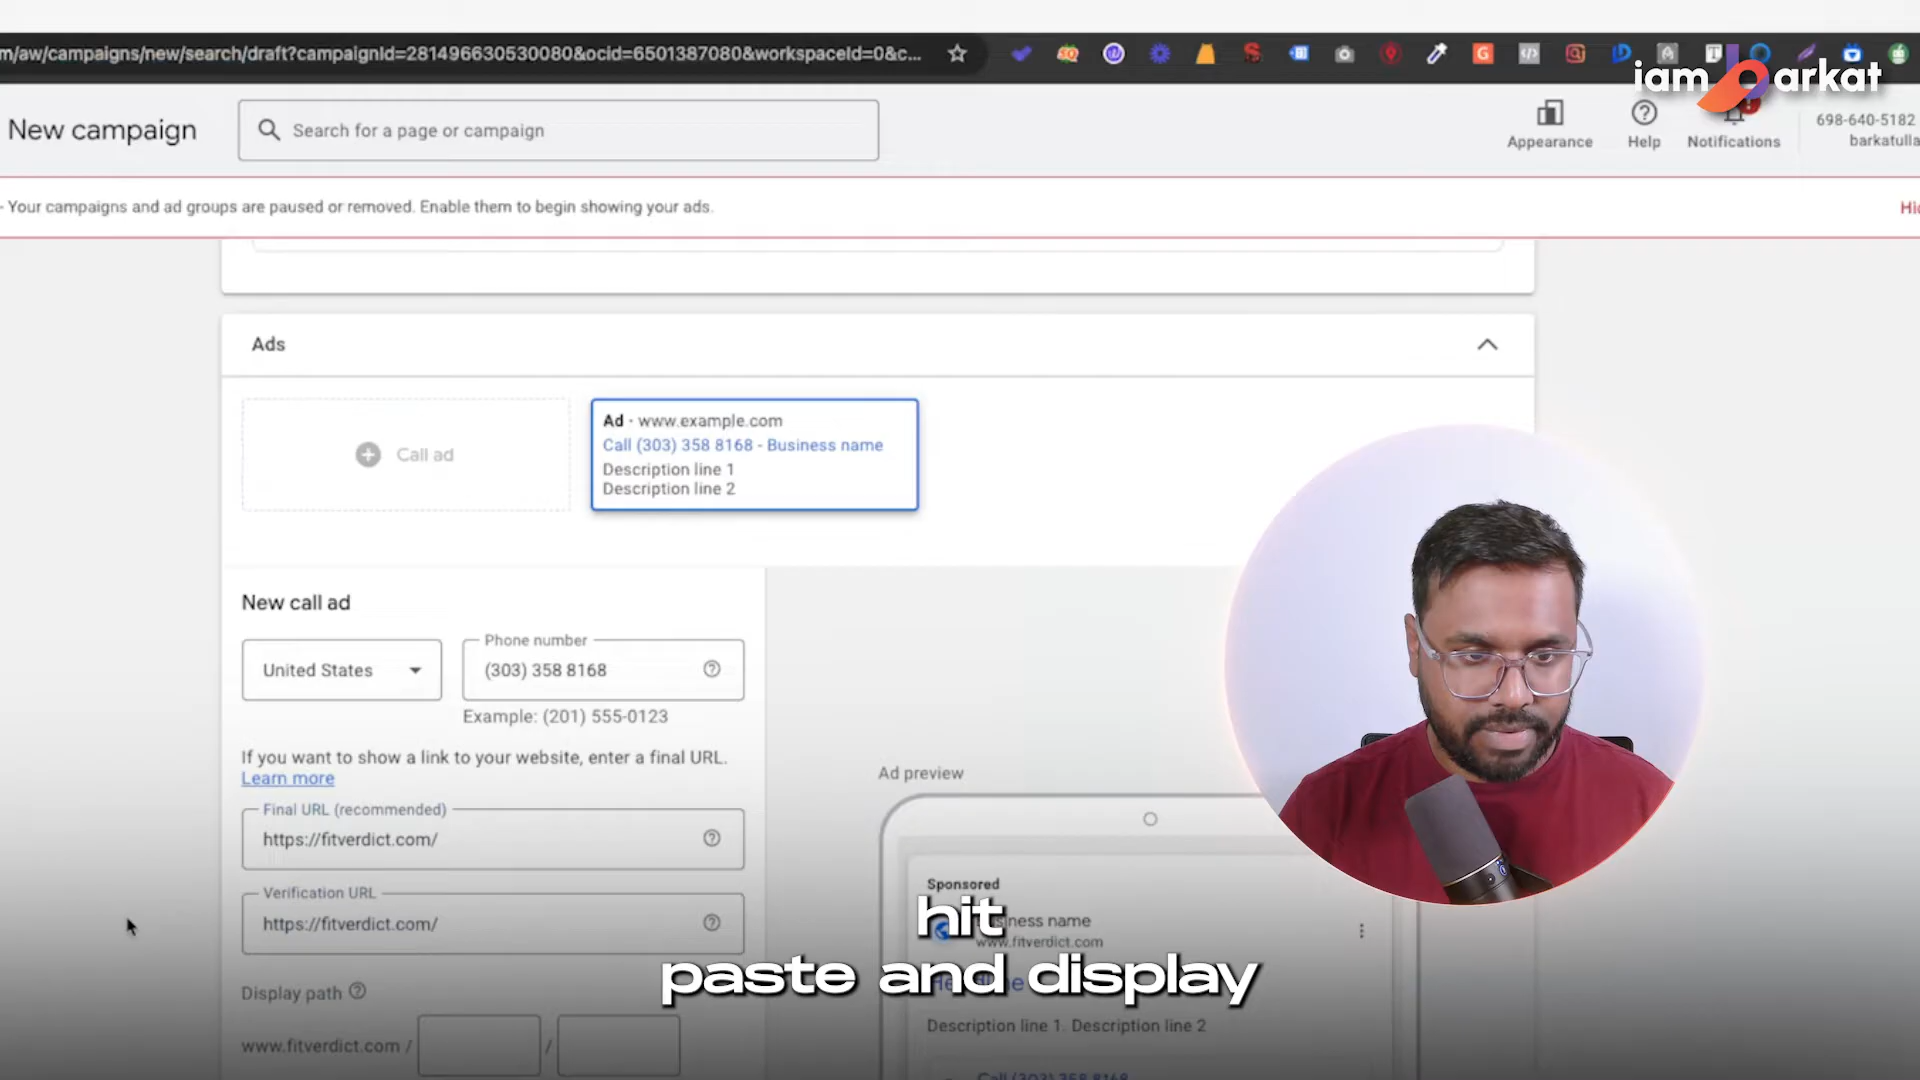 m/aw/campaigns/new/search/draft?campaignId=281496630530080&ocid=6501387080&workspaceId=0&c...
iam barkat
New campaign
Search for a page or campaign
Appearance
Help
Notifications
698-640-5182
barkatulla
- Your campaigns and ad groups are paused or removed. Enable them to begin showing your ads.
Hid
Ads
Call ad
Ad · www.example.com
Call (303) 358 8168 - Business name
Description line 1
Description line 2
New call ad
United States
Phone number
(303) 358 8168
Example: (201) 555-0123
If you want to show a link to your website, enter a final URL.
Learn more
Final URL (recommended)
https://fitverdict.com/
Verification URL
https://fitverdict.com/
Display path
www.fitverdict.com /
/
Ad preview
Sponsored
Business name
www.fitverdict.com
Description line 1. Description line 2
Call (303) 358 8168
hit
paste and display